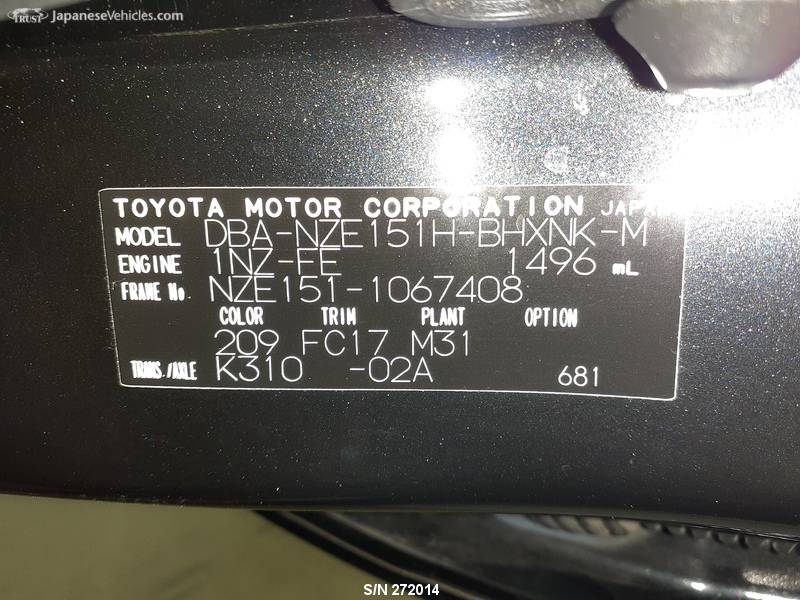 TRUST JapaneseVehicles.com
TOYOTA MOTOR CORPORATION JAPAN
MODEL DBA-NZE151H-BHXNK-M
ENGINE 1NZ-FE 1496 mL
FRAME No. NZE151-1067408
COLOR TRIM PLANT OPTION
209 FC17 M31
TRANS./AXLE K310 -02A 681
S/N 272014